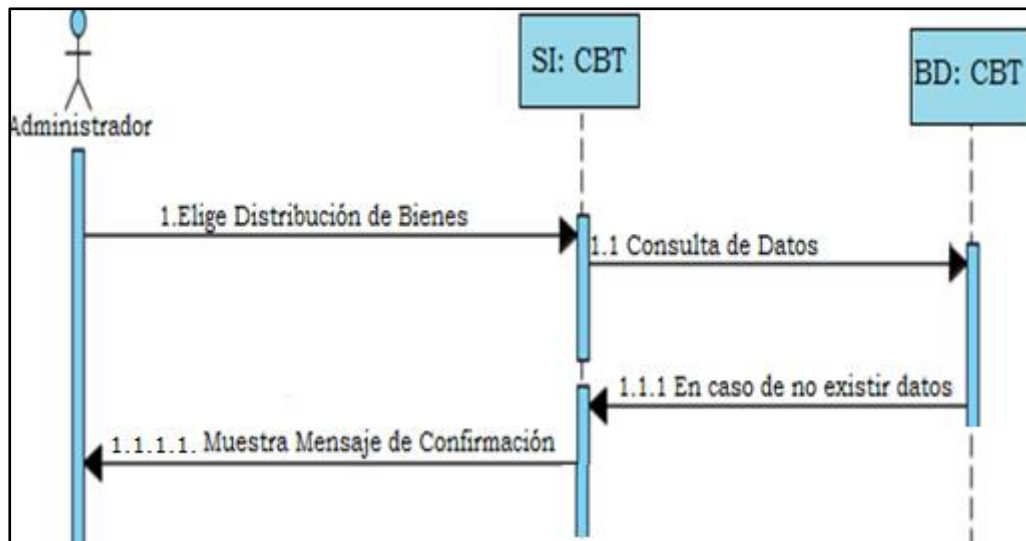 SI: CBT
BD: CBT
Administrador
1.Elige Distribución de Bienes
1.1 Consulta de Datos
1.1.1 En caso de no existir datos
1.1.1.1. Muestra Mensaje de Confirmación